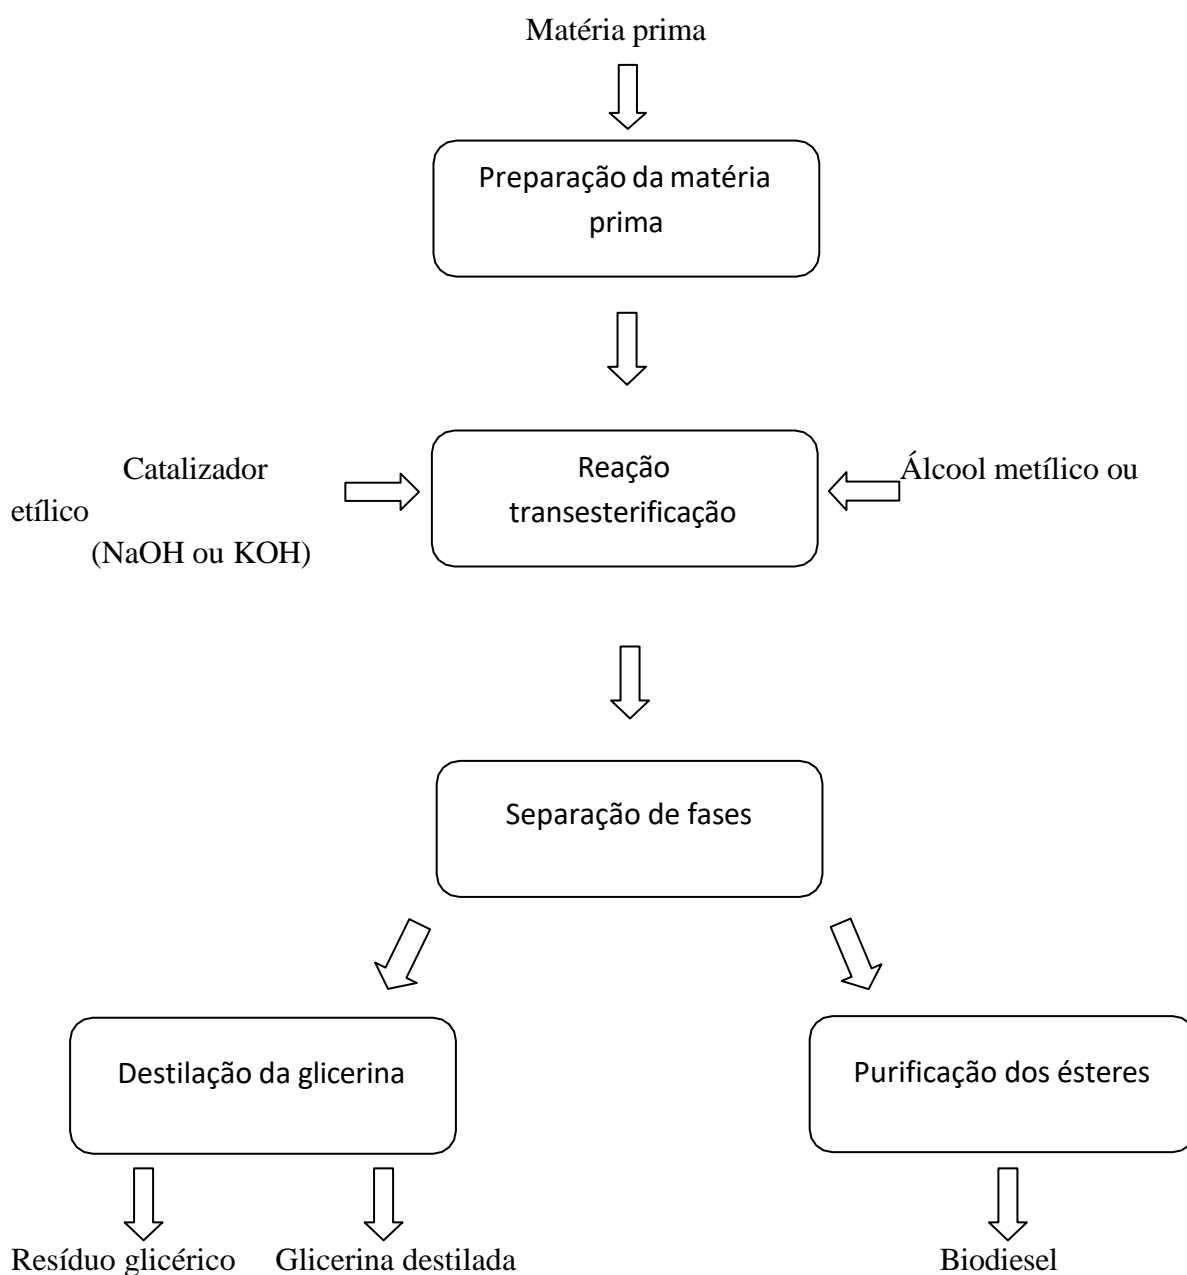 Matéria prima
Preparação da matéria
prima
Catalizador
Reação
transesterificação
Álcool metílico ou
etílico
(NaOH ou KOH)
Separação de fases
Destilação da glicerina
Purificação dos ésteres
Resíduo glicérico
Glicerina destilada
Biodiesel